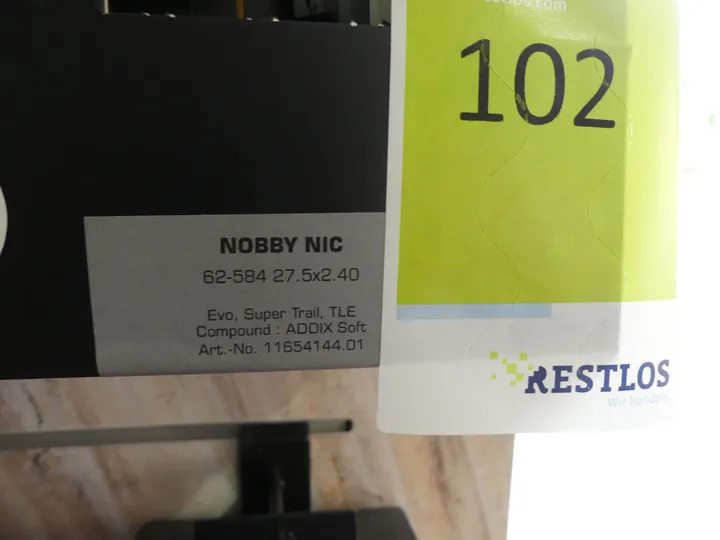 NOBBY NIC
62-584 27.5x2.40
Evo, Super Trail, TLE
Compound : ADDIX Soft
Art.-No. 11654144.01
102
RESTLOS
Wir handeln